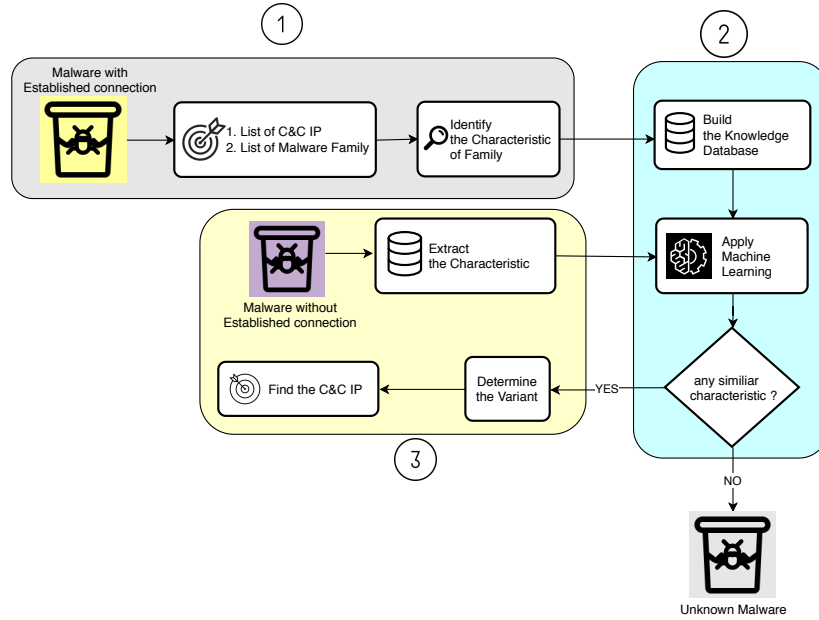 1
2
Malware with
Established connection
1. List of C&C IP
2. List of Malware Family
Identify
the Characteristic
of Family
Build
the Knowledge
Database
Extract
the Characteristic
Apply
Machine
Learning
Malware without
Established connection
Find the C&C IP
Determine
the Variant
YES
any similiar
characteristic ?
3
NO
Unknown Malware